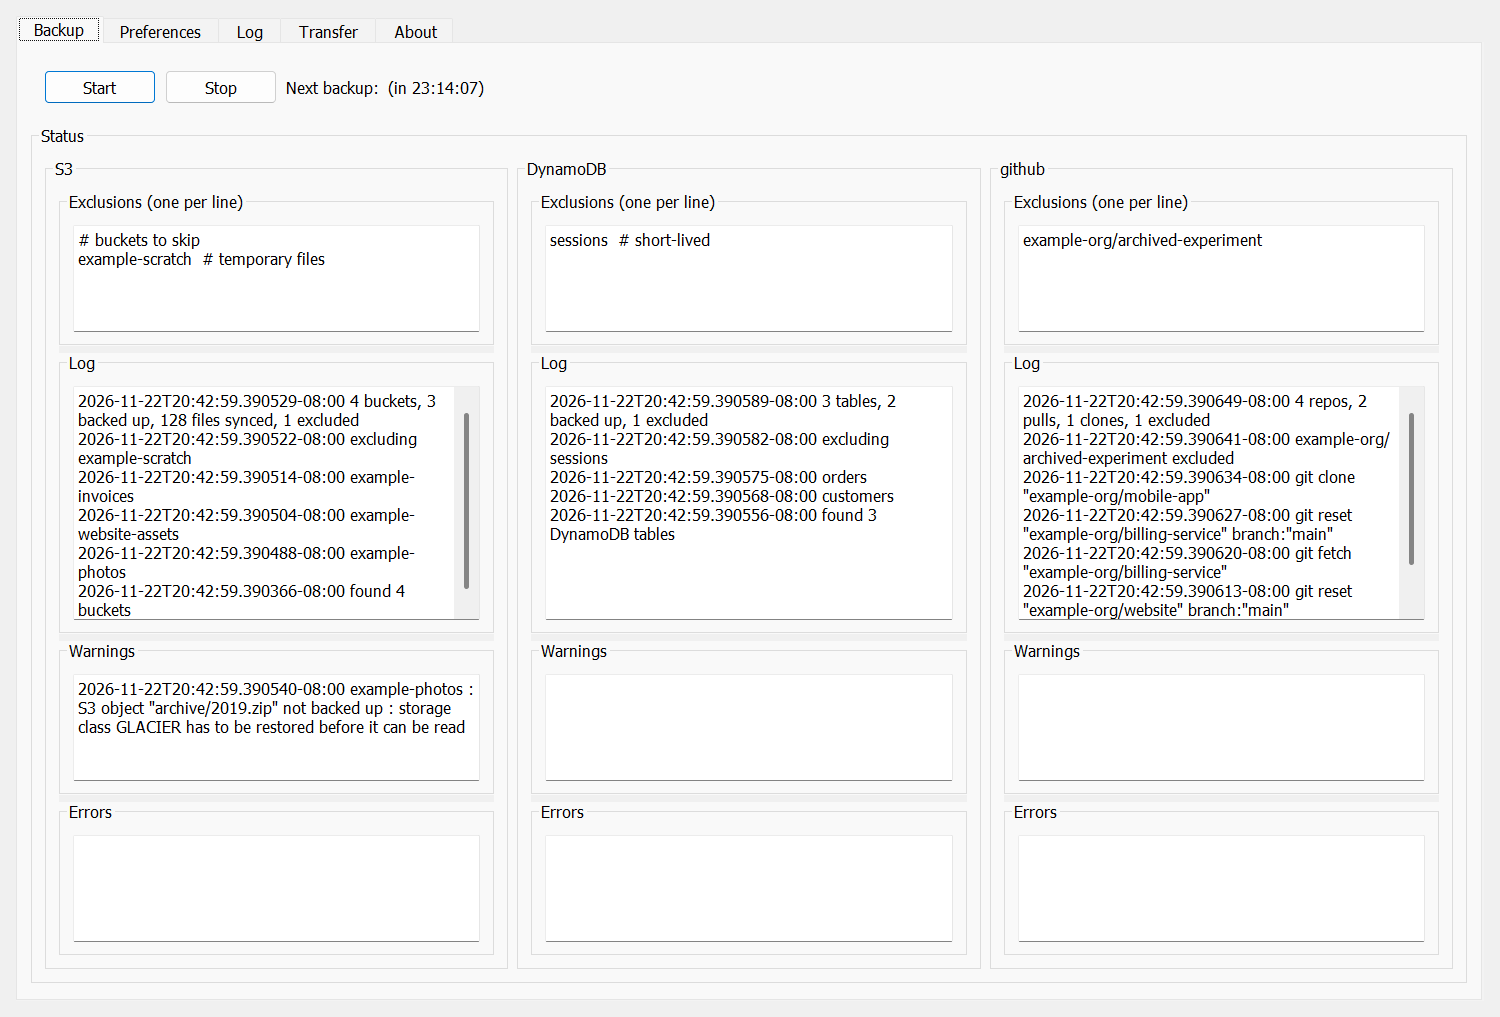 Backup Preferences Log Transfer About
Start Stop Next backup: (in 23:14:07)
Status
S3
Exclusions (one per line)
# buckets to skip
example-scratch # temporary files
Log
2026-11-22T20:42:59.390529-08:00 4 buckets, 3
backed up, 128 files synced, 1 excluded
2026-11-22T20:42:59.390522-08:00 excluding
example-scratch
2026-11-22T20:42:59.390514-08:00 example-
invoices
2026-11-22T20:42:59.390504-08:00 example-
website-assets
2026-11-22T20:42:59.390488-08:00 example-
photos
2026-11-22T20:42:59.390366-08:00 found 4
buckets
Warnings
2026-11-22T20:42:59.390540-08:00 example-photos :
S3 object "archive/2019.zip" not backed up : storage
class GLACIER has to be restored before it can be read
Errors
DynamoDB
Exclusions (one per line)
sessions # short-lived
Log
2026-11-22T20:42:59.390589-08:00 3 tables, 2
backed up, 1 excluded
2026-11-22T20:42:59.390582-08:00 excluding
sessions
2026-11-22T20:42:59.390575-08:00 orders
2026-11-22T20:42:59.390568-08:00 customers
2026-11-22T20:42:59.390556-08:00 found 3
DynamoDB tables
Warnings
Errors
github
Exclusions (one per line)
example-org/archived-experiment
Log
2026-11-22T20:42:59.390649-08:00 4 repos, 2
pulls, 1 clones, 1 excluded
2026-11-22T20:42:59.390641-08:00 example-org/
archived-experiment excluded
2026-11-22T20:42:59.390634-08:00 git clone
"example-org/mobile-app"
2026-11-22T20:42:59.390627-08:00 git reset
"example-org/billing-service" branch:"main"
2026-11-22T20:42:59.390620-08:00 git fetch
"example-org/billing-service"
2026-11-22T20:42:59.390613-08:00 git reset
"example-org/website" branch:"main"
Warnings
Errors